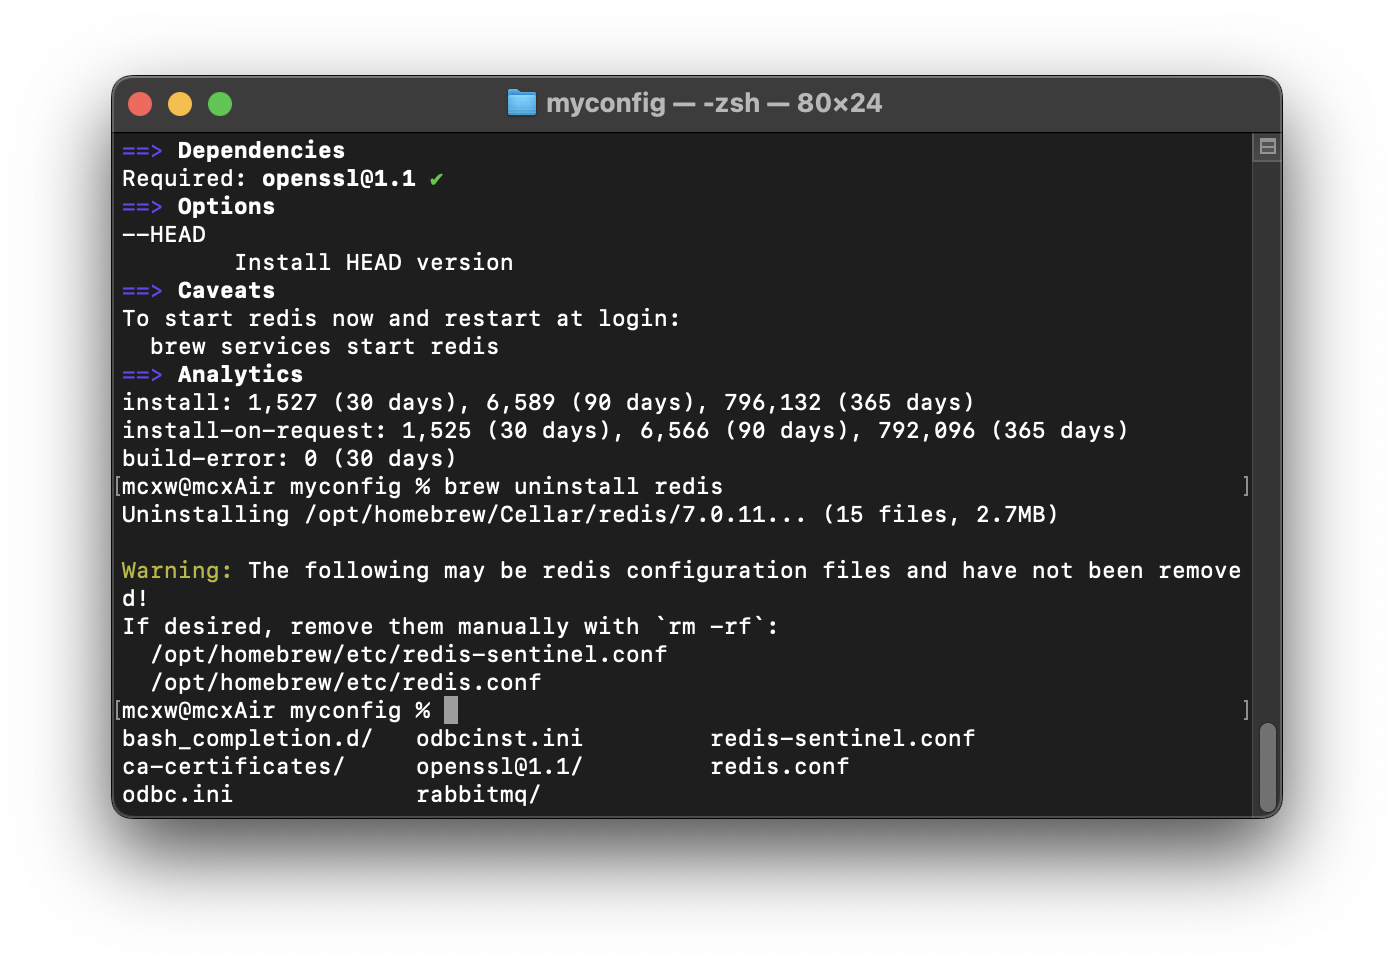 myconfig — -zsh — 80×24
==> Dependencies
Required: openssl@1.1 ✔
==> Options
--HEAD
        Install HEAD version
==> Caveats
To start redis now and restart at login:
  brew services start redis
==> Analytics
install: 1,527 (30 days), 6,589 (90 days), 796,132 (365 days)
install-on-request: 1,525 (30 days), 6,566 (90 days), 792,096 (365 days)
build-error: 0 (30 days)
[mcxw@mcxAir myconfig % brew uninstall redis ]
Uninstalling /opt/homebrew/Cellar/redis/7.0.11... (15 files, 2.7MB)
Warning: The following may be redis configuration files and have not been remove
d!
If desired, remove them manually with `rm -rf`:
  /opt/homebrew/etc/redis-sentinel.conf
  /opt/homebrew/etc/redis.conf
[mcxw@mcxAir myconfig % ]
bash_completion.d/   odbcinst.ini         redis-sentinel.conf
ca-certificates/     openssl@1.1/         redis.conf
odbc.ini             rabbitmq/